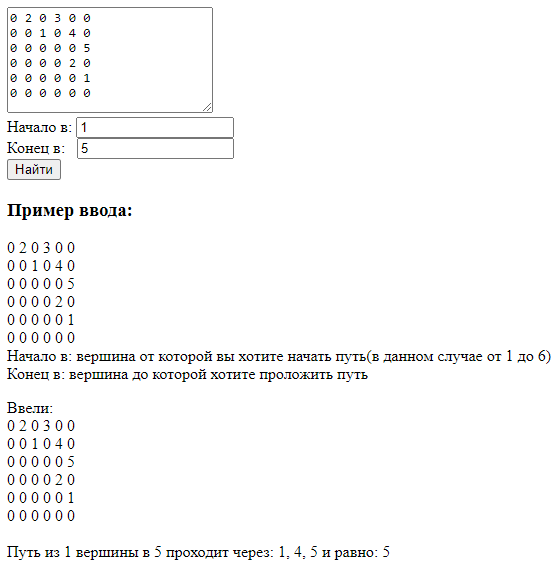 0 2 0 3 0 0
0 0 1 0 4 0
0 0 0 0 0 5
0 0 0 0 2 0
0 0 0 0 0 1
0 0 0 0 0 0
Начало в: 1
Конец в: 5
Найти
Пример ввода:
0 2 0 3 0 0
0 0 1 0 4 0
0 0 0 0 0 5
0 0 0 0 2 0
0 0 0 0 0 1
0 0 0 0 0 0
Начало в: вершина от которой вы хотите начать путь(в данном случае от 1 до 6)
Конец в: вершина до которой хотите проложить путь
Ввели:
0 2 0 3 0 0
0 0 1 0 4 0
0 0 0 0 0 5
0 0 0 0 2 0
0 0 0 0 0 1
0 0 0 0 0 0
Путь из 1 вершины в 5 проходит через: 1, 4, 5 и равно: 5